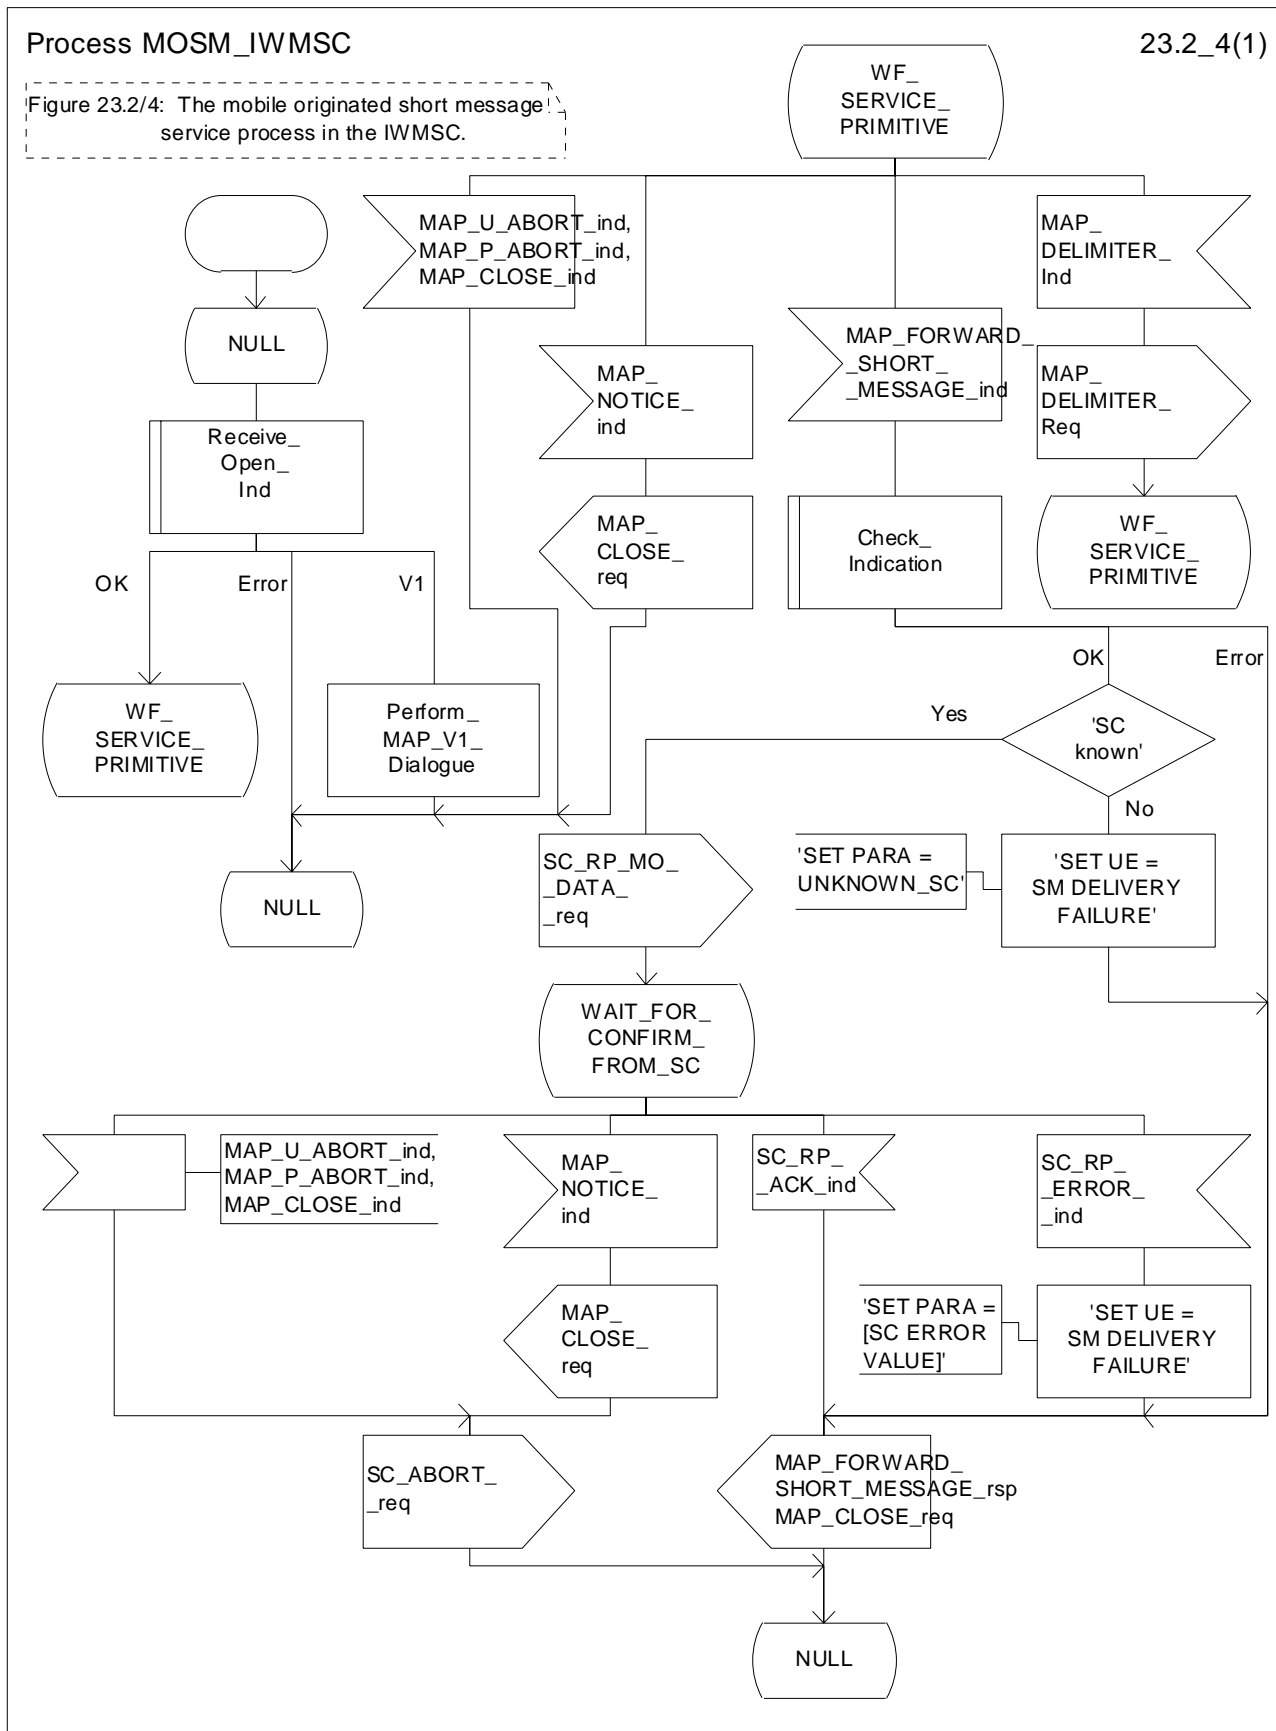 Process MOSM_IWMSC
23.2_4(1)
Figure 23.2/4: The mobile originated short message
service process in the IWMSC.
WF_
SERVICE_
PRIMITIVE
MAP_U_ABORT_ind,
MAP_P_ABORT_ind,
MAP_CLOSE_ind
MAP_
DELIMITER_
Ind
NULL
MAP_
NOTICE_
ind
MAP_FORWARD_
_SHORT_
_MESSAGE_ind
MAP_
DELIMITER_
Req
Receive_
Open_
Ind
MAP_
CLOSE_
req
Check_
Indication
WF_
SERVICE_
PRIMITIVE
OK
Error
V1
OK
Error
WF_
SERVICE_
PRIMITIVE
Perform_
MAP_V1_
Dialogue
Yes
'SC
known'
No
NULL
SC_RP_MO_
_DATA_
_req
'SET PARA =
UNKNOWN_SC'
'SET UE =
SM DELIVERY
FAILURE'
WAIT_FOR_
CONFIRM_
FROM_SC
MAP_U_ABORT_ind,
MAP_P_ABORT_ind,
MAP_CLOSE_ind
MAP_
NOTICE_
ind
SC_RP_
_ACK_ind
SC_RP_
_ERROR_
_ind
MAP_
CLOSE_
req
'SET PARA =
[SC ERROR
VALUE]'
'SET UE =
SM DELIVERY
FAILURE'
SC_ABORT_
_req
MAP_FORWARD_
SHORT_MESSAGE_rsp
MAP_CLOSE_req
NULL